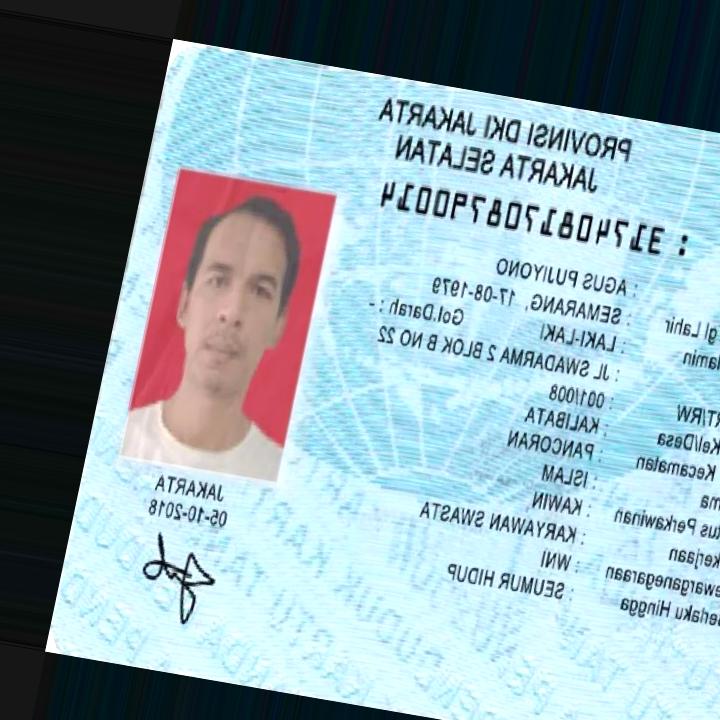 PROVINSI DKI JAKARTA
JAKARTA SELATAN
: 3174081708790014
: AGUS PUJIYONO
gl Lahir : SEMARANG, 17-08-1979
lamin : LAKI-LAKI Gol.Darah : -
: JL SWADARMA 2 BLOK B NO 22
RT/RW : 001/008
Kel/Desa : KALIBATA
Kecamatan : PANCORAN
ma : ISLAM
tus Perkawinan : KAWIN
kerjaan : KARYAWAN SWASTA
ewarganegaraan : WNI
erlaku Hingga : SEUMUR HIDUP
JAKARTA
05-10-2018